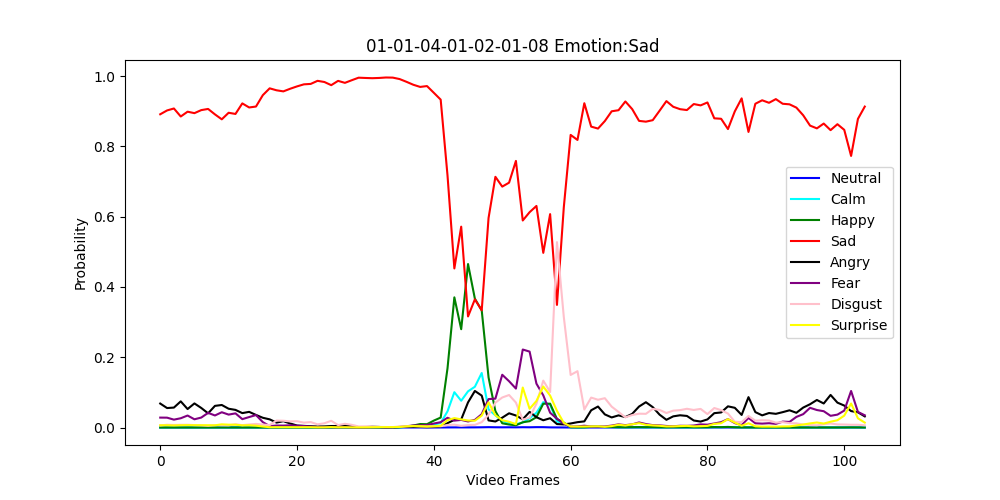 01-01-04-01-02-01-08 Emotion:Sad
Probability
1.0
0.8
0.6
0.4
0.2
0.0
Neutral
Calm
Happy
Sad
Angry
Fear
Disgust
Surprise
0 20 40 60 80 100
Video Frames